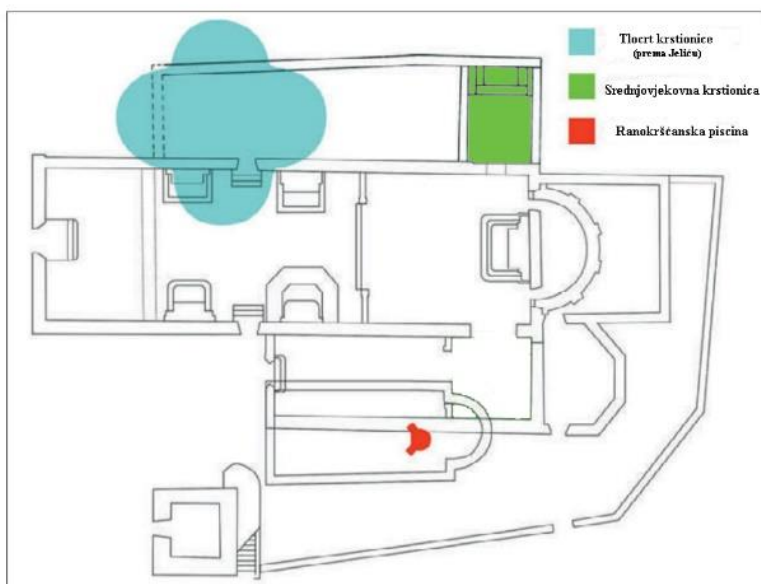 Tlocrt krstionice
(prema Jeliću)
Srednjovjekovna krstionica
Ranokršćanska piscina